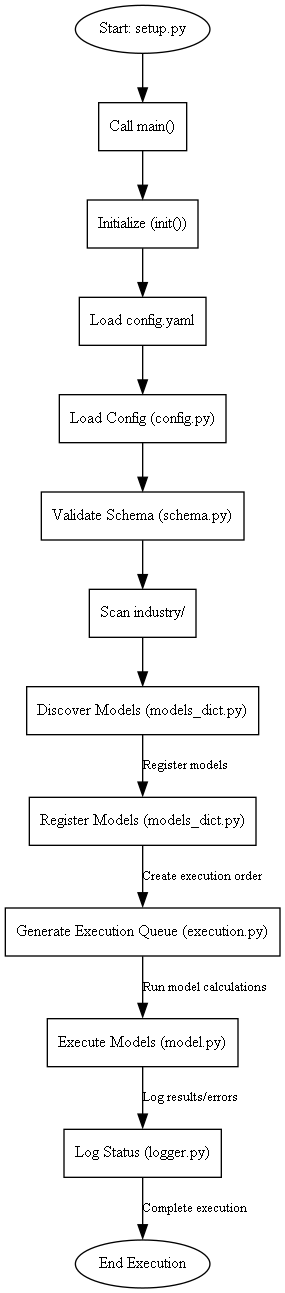 Start: setup.py
Call main()
Initialize (init())
Load config.yaml
Load Config (config.py)
Validate Schema (schema.py)
Scan industry/
Discover Models (models_dict.py)
Register models
Register Models (models_dict.py)
Create execution order
Generate Execution Queue (execution.py)
Run model calculations
Execute Models (model.py)
Log results/errors
Log Status (logger.py)
Complete execution
End Execution